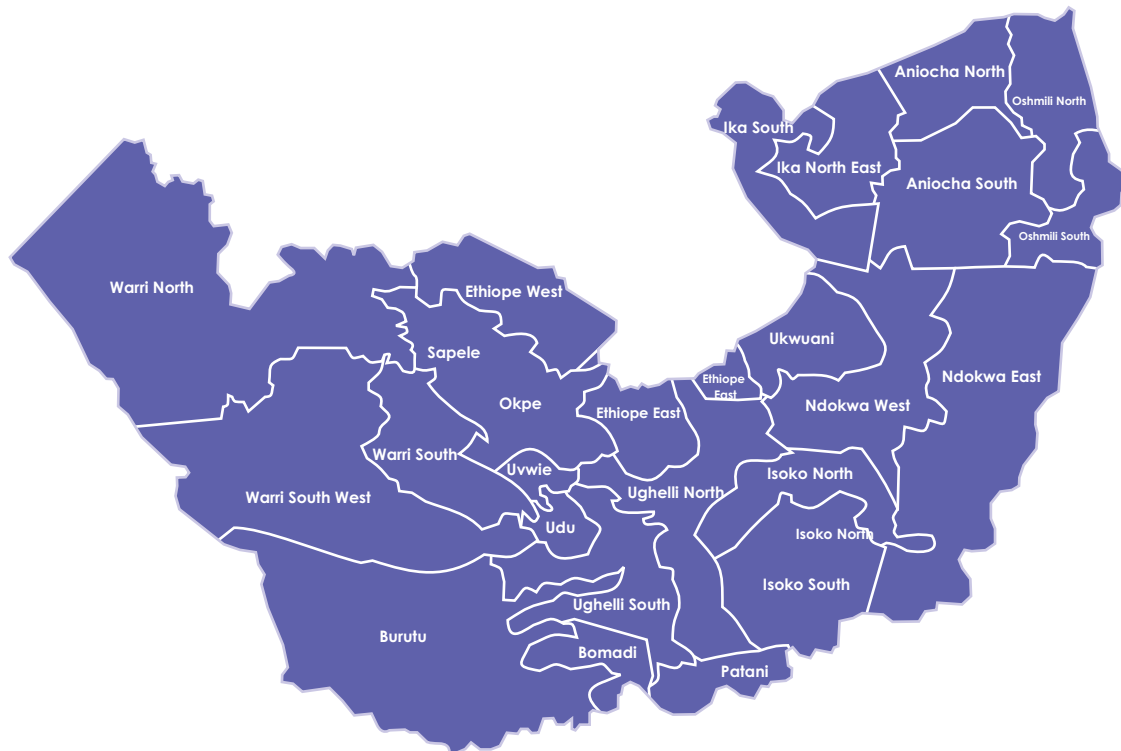 Aniocha North
Oshmili North
Ika South
Ika North East
Aniocha South
Oshmili South
Warri North
Ethiope West
Sapele
Ukwuani
Ethiope
East
Ndokwa East
Okpe
Ethiope East
Ndokwa West
Warri South
Uvwie
Isoko North
Warri South West
Ughelli North
Udu
Isoko North
Isoko South
Ughelli South
Burutu
Bomadi
Patani